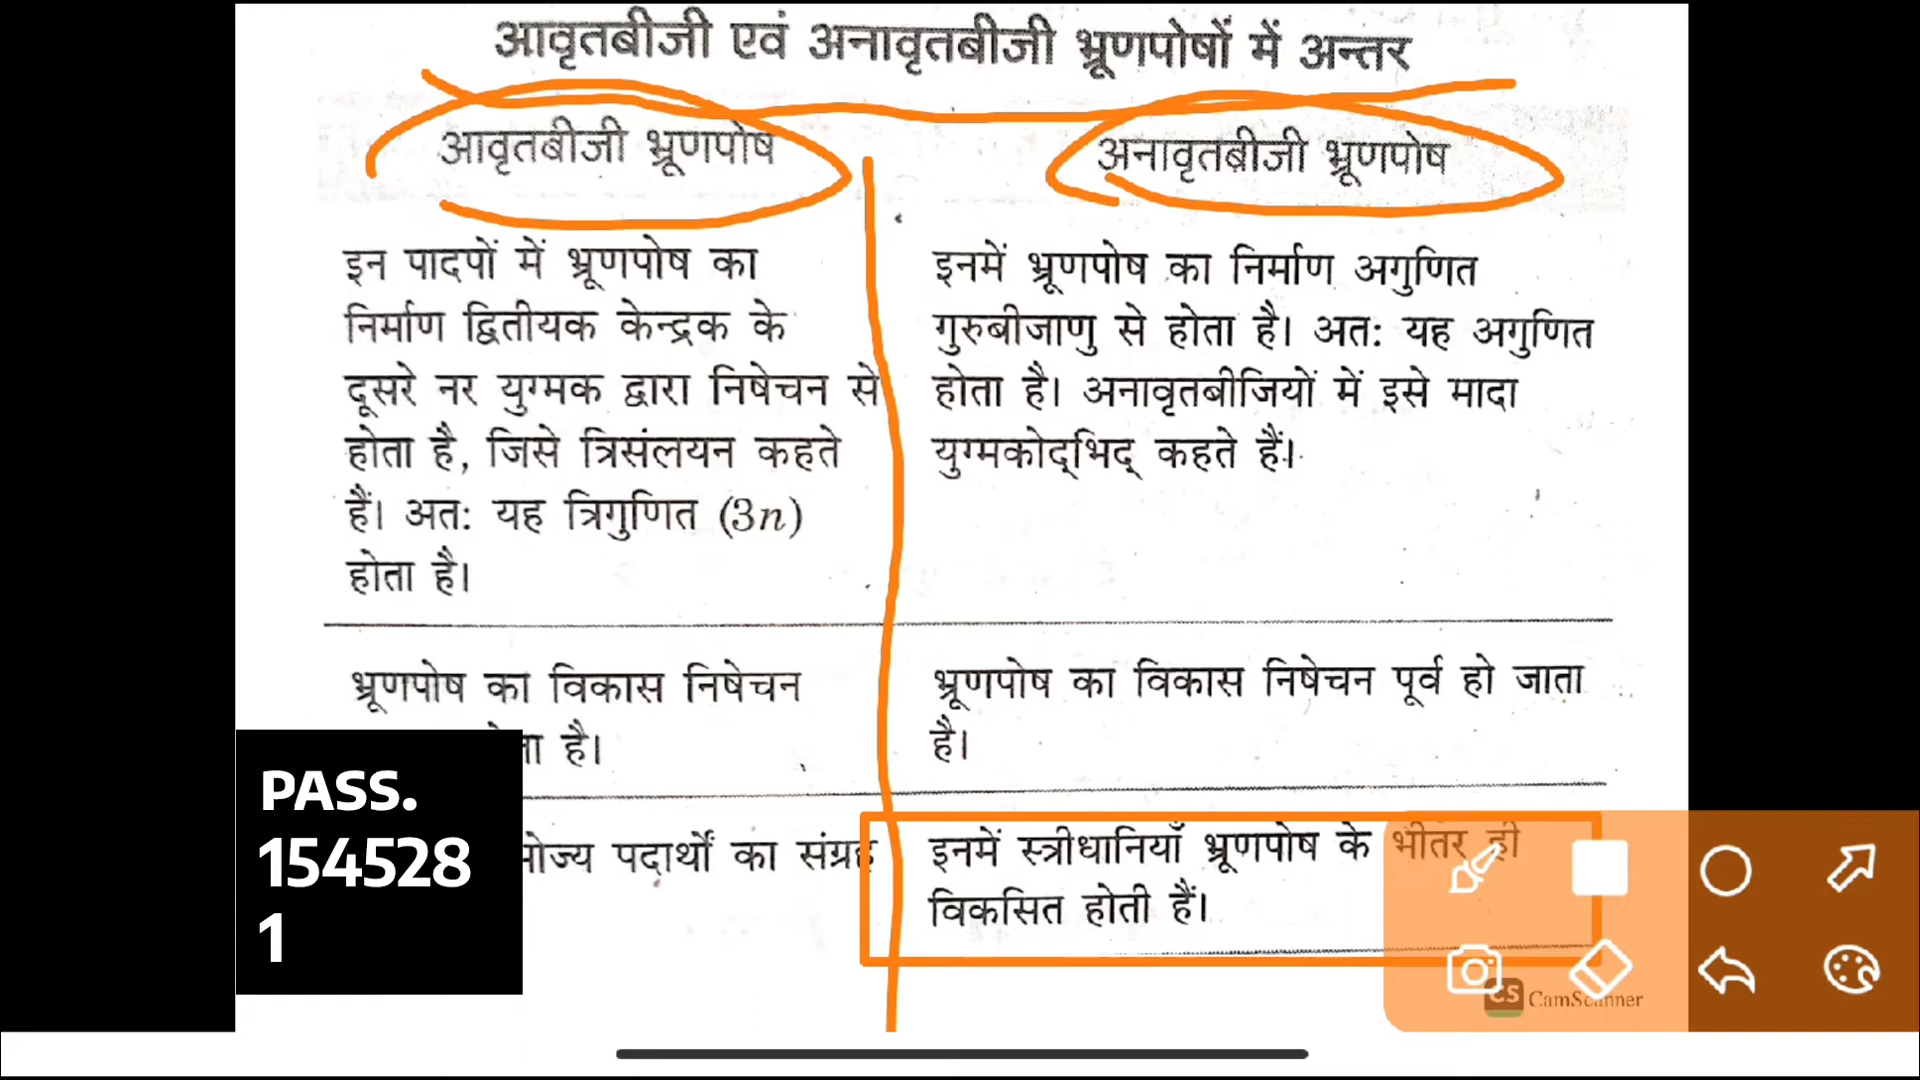 आवृतबीजी एवं अनावृतबीजी भ्रूणपोषों में अन्तर
आवृतबीजी भ्रूणपोष
अनावृतबीजी भ्रूणपोष
इन पादपों में भ्रूणपोष का
निर्माण द्वितीयक केन्द्रक के
दूसरे नर युग्मक द्वारा निषेचन से
होता है, जिसे त्रिसंलयन कहते
हैं। अत: यह त्रिगुणित (3n)
होता है।
इनमें भ्रूणपोष का निर्माण अगुणित
गुरुबीजाणु से होता है। अत: यह अगुणित
होता है। अनावृतबीजियों में इसे मादा
युग्मकोद्भिद् कहते हैं।
भ्रूणपोष का विकास निषेचन
है।
भ्रूणपोष का विकास निषेचन पूर्व हो जाता
है।
पदार्थों का संग्रह
इनमें स्त्रीधानियाँ भ्रूणपोष के भीतर ही
विकसित होती हैं।
PASS.
154528
1
CS CamScanner